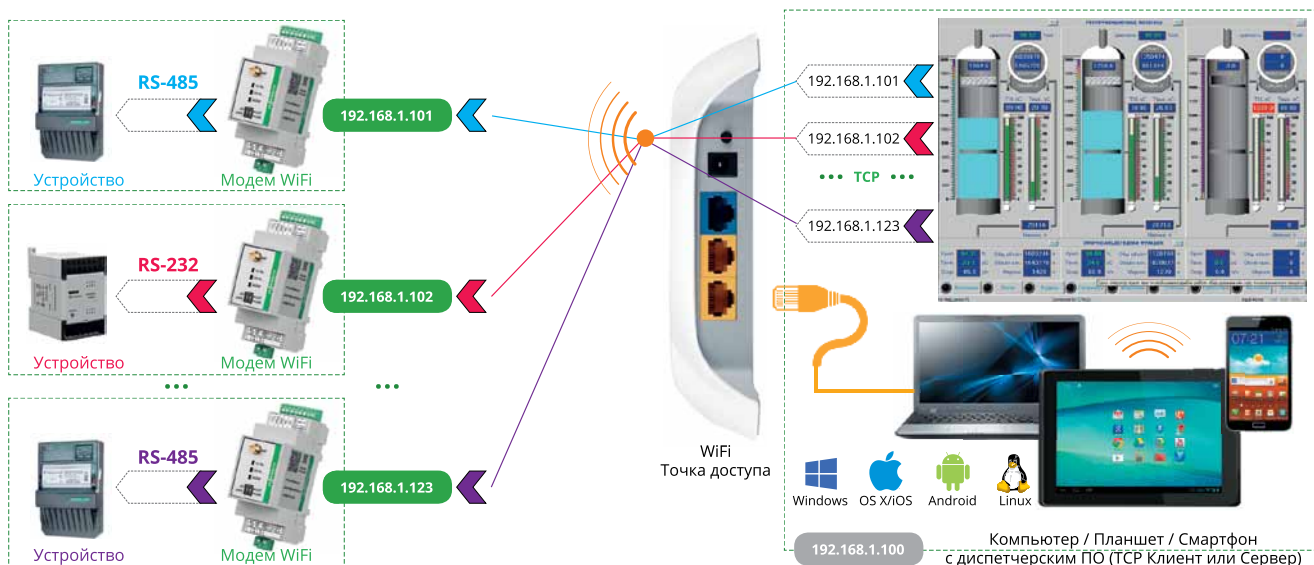 RS-485
192.168.1.101
Устройство
Модем WiFi
RS-232
192.168.1.102
Устройство
Модем WiFi
... ...
RS-485
192.168.1.123
Устройство
Модем WiFi
WiFi
Точка доступа
192.168.1.101
192.168.1.102
... TCP ...
192.168.1.123
07:21
Windows
OS X/iOS
Android
Linux
192.168.1.100
Компьютер / Планшет / Смартфон
с диспетчерским ПО (TCP Клиент или Сервер)